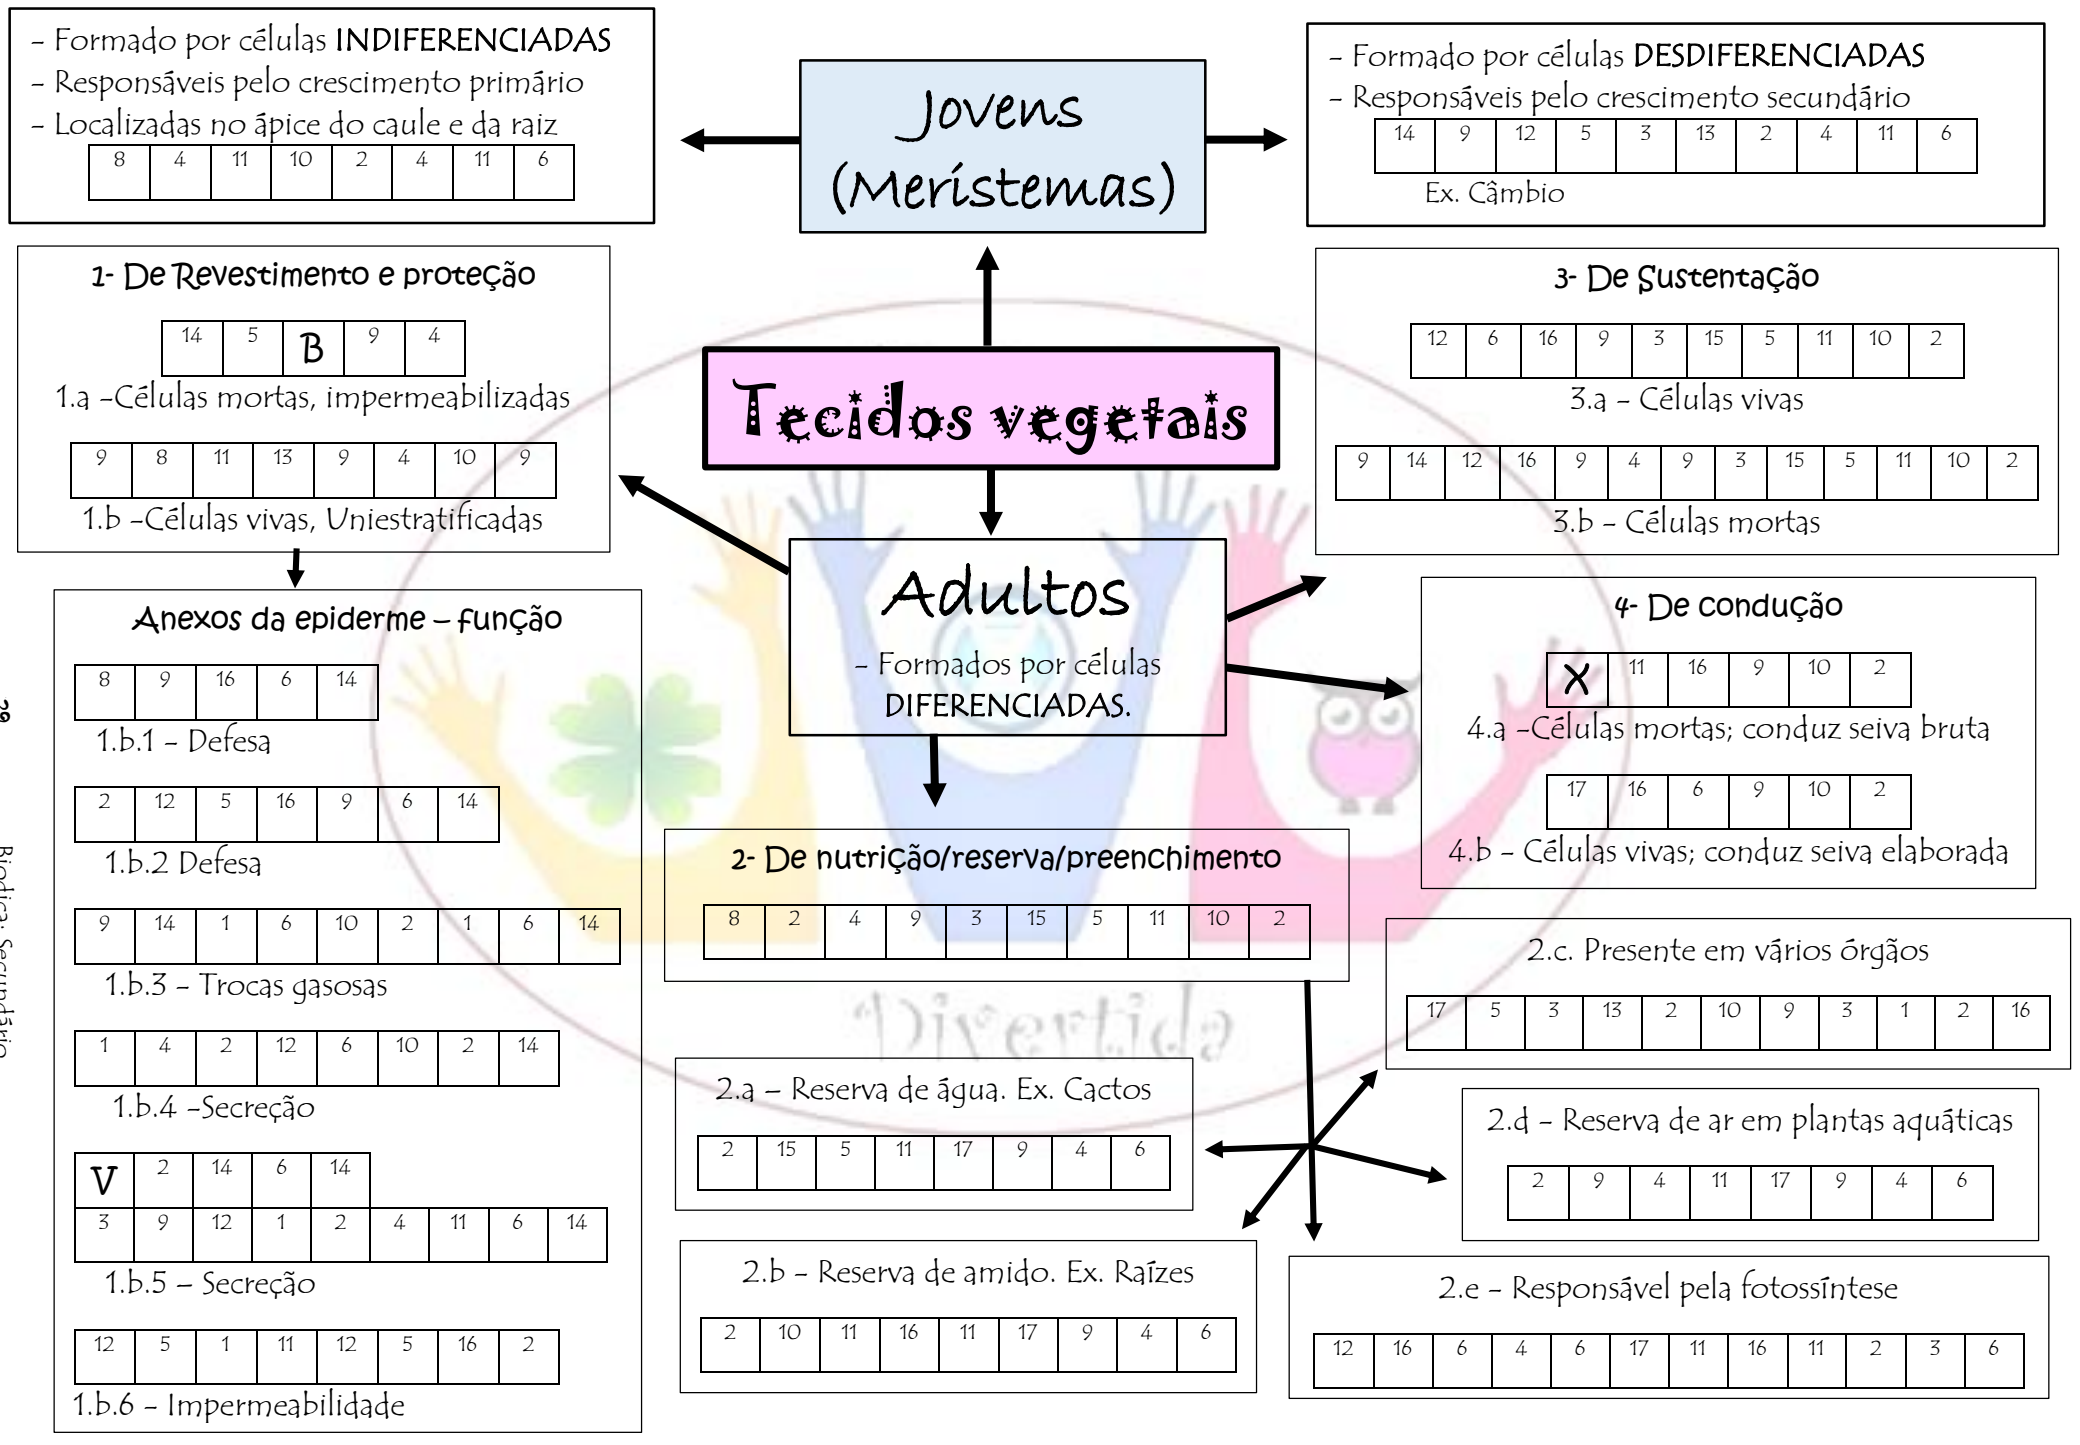 - Formado por células INDIFERENCIADAS
- Responsáveis pelo crescimento primário
- Localizadas no ápice do caule e da raiz
8 4 11 10 2 4 11 6
Jovens
(Merístemas)
- Formado por células DESDIFERENCIADAS
- Responsáveis pelo crescimento secundário
14 9 12 5 3 13 2 4 11 6
Ex. Câmbio
1- De Revestimento e proteção
14 5 B 9 4
1.a -Células mortas, impermeabilizadas
9 8 11 13 9 4 10 9
1.b -Células vivas, Uniestratificadas
Tecidos vegetais
3- De Sustentação
12 6 16 9 3 15 5 11 10 2
3.a - Células vivas
9 14 12 16 9 4 9 3 15 5 11 10 2
3.b - Células mortas
Adultos
- Formados por células
DIFERENCIADAS.
Anexos da epiderme – função
8 9 16 6 14
1.b.1 - Defesa
2 12 5 16 9 6 14
1.b.2 Defesa
9 14 1 6 10 2 1 6 14
1.b.3 - Trocas gasosas
1 4 2 12 6 10 2 14
1.b.4 -Secreção
V 2 14 6 14
3 9 12 1 2 4 11 6 14
1.b.5 – Secreção
12 5 1 11 12 5 16 2
1.b.6 - Impermeabilidade
4- De condução
X 11 16 9 10 2
4.a -Células mortas; conduz seiva bruta
17 16 6 9 10 2
4.b - Células vivas; conduz seiva elaborada
2- De nutrição/reserva/preenchimento
8 2 4 9 3 15 5 11 10 2
Divertida
2.c. Presente em vários órgãos
17 5 3 13 2 10 9 3 1 2 16
2.a – Reserva de água. Ex. Cactos
2 15 5 11 17 9 4 6
2.d - Reserva de ar em plantas aquáticas
2 9 4 11 17 9 4 6
2.b - Reserva de amido. Ex. Raízes
2 10 11 16 11 17 9 4 6
2.e - Responsável pela fotossíntese
12 16 6 4 6 17 11 16 11 2 3 6
29